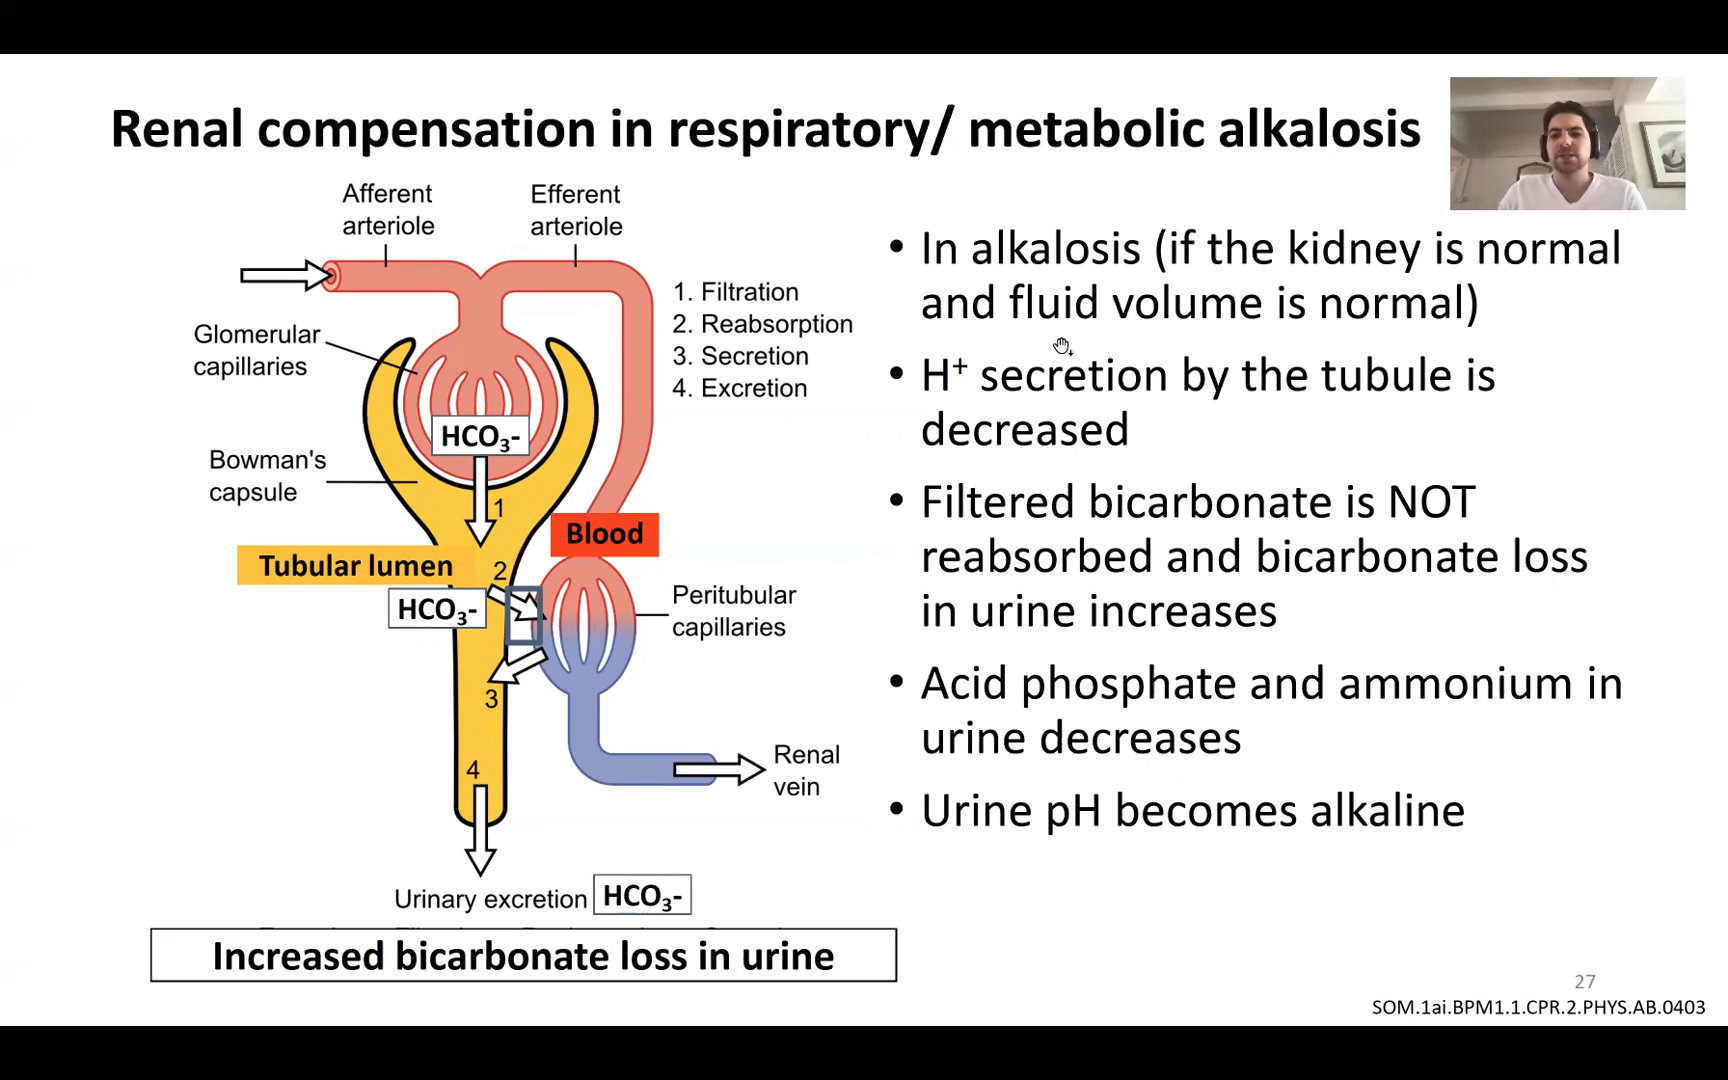 Renal compensation in respiratory/ metabolic alkalosis
Afferent
arteriole
Efferent
arteriole
1. Filtration
2. Reabsorption
3. Secretion
4. Excretion
Glomerular
capillaries
HCO₃-
Bowman's
capsule
1
Blood
Tubular lumen
2
HCO₃-
Peritubular
capillaries
3
4
Renal
vein
Urinary excretion HCO₃-
Increased bicarbonate loss in urine
• In alkalosis (if the kidney is normal
and fluid volume is normal)
• H⁺ secretion by the tubule is
decreased
• Filtered bicarbonate is NOT
reabsorbed and bicarbonate loss
in urine increases
• Acid phosphate and ammonium in
urine decreases
• Urine pH becomes alkaline
27
SOM.1ai.BPM1.1.CPR.2.PHYS.AB.0403